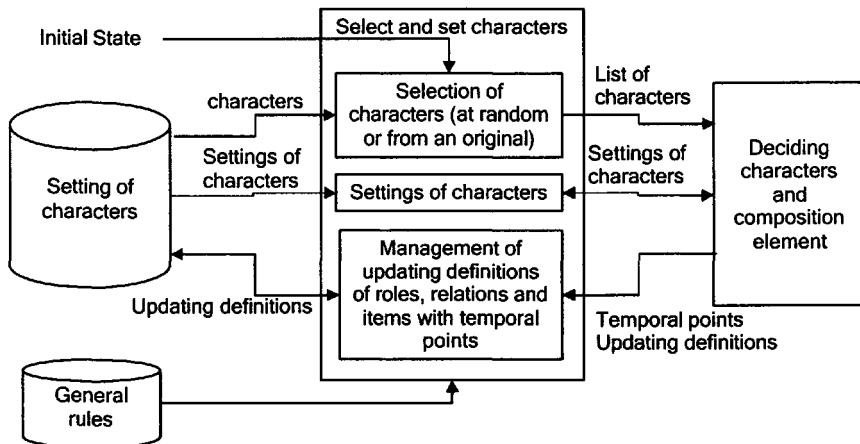 Select and set characters
Initial State
List of
characters
characters
Selection of
characters (at random
or from an original)
Settings of
characters
Settings of
characters
Setting of
characters
Settings of characters
Deciding
characters
and
composition
element
Management of
updating definitions
of roles, relations and
items with temporal
points
Updating definitions
Temporal points
Updating definitions
General
rules